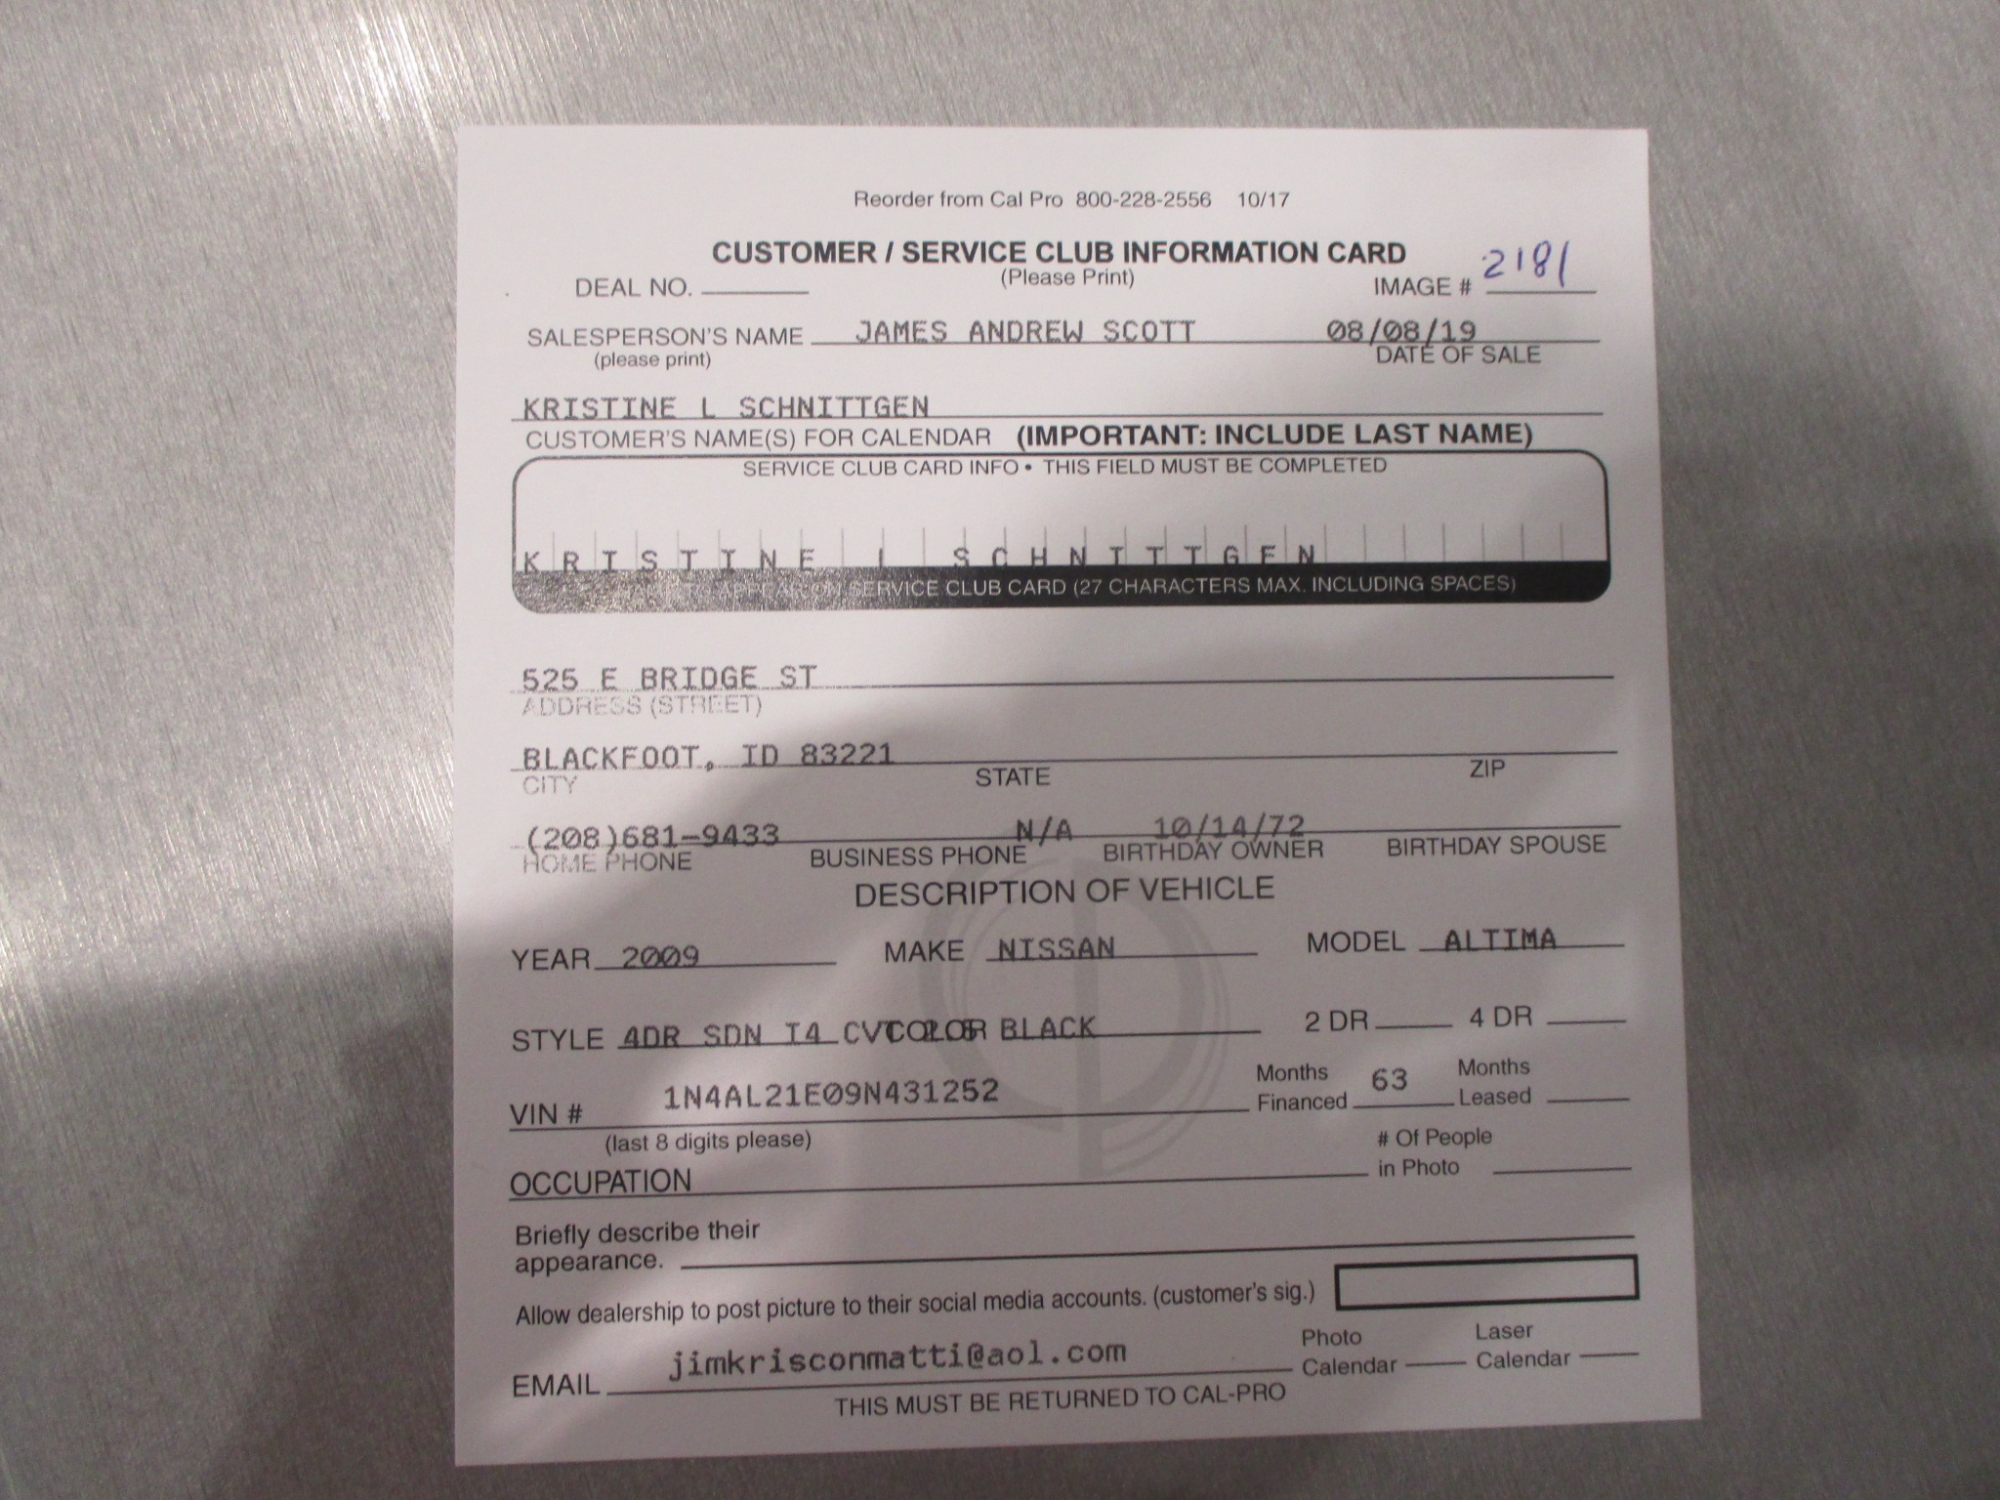 Reorder from Cal Pro 800-228-2556 10/17
CUSTOMER / SERVICE CLUB INFORMATION CARD
(Please Print)
DEAL NO. IMAGE # 2181
SALESPERSON'S NAME JAMES ANDREW SCOTT 08/08/19
(please print) DATE OF SALE
KRISTINE L SCHNITTGEN
CUSTOMER'S NAME(S) FOR CALENDAR (IMPORTANT: INCLUDE LAST NAME)
SERVICE CLUB CARD INFO • THIS FIELD MUST BE COMPLETED
K R I S T I N E L S C H N I T T G E N
APPEAR ON SERVICE CLUB CARD (27 CHARACTERS MAX. INCLUDING SPACES)
525 E BRIDGE ST
ADDRESS (STREET)
BLACKFOOT, ID 83221
CITY STATE ZIP
(208)681-9433 N/A 10/14/72
HOME PHONE BUSINESS PHONE BIRTHDAY OWNER BIRTHDAY SPOUSE
DESCRIPTION OF VEHICLE
YEAR 2009 MAKE NISSAN MODEL ALTIMA
STYLE 4DR SDN I4 CVT COLOR BLACK 2 DR 4 DR
VIN # 1N4AL21E09N431252 Months Financed 63 Months Leased
(last 8 digits please)
OCCUPATION # Of People in Photo
Briefly describe their
appearance.
Allow dealership to post picture to their social media accounts. (customer's sig.)
EMAIL jimkrisconmatti@aol.com Photo Calendar Laser Calendar
THIS MUST BE RETURNED TO CAL-PRO